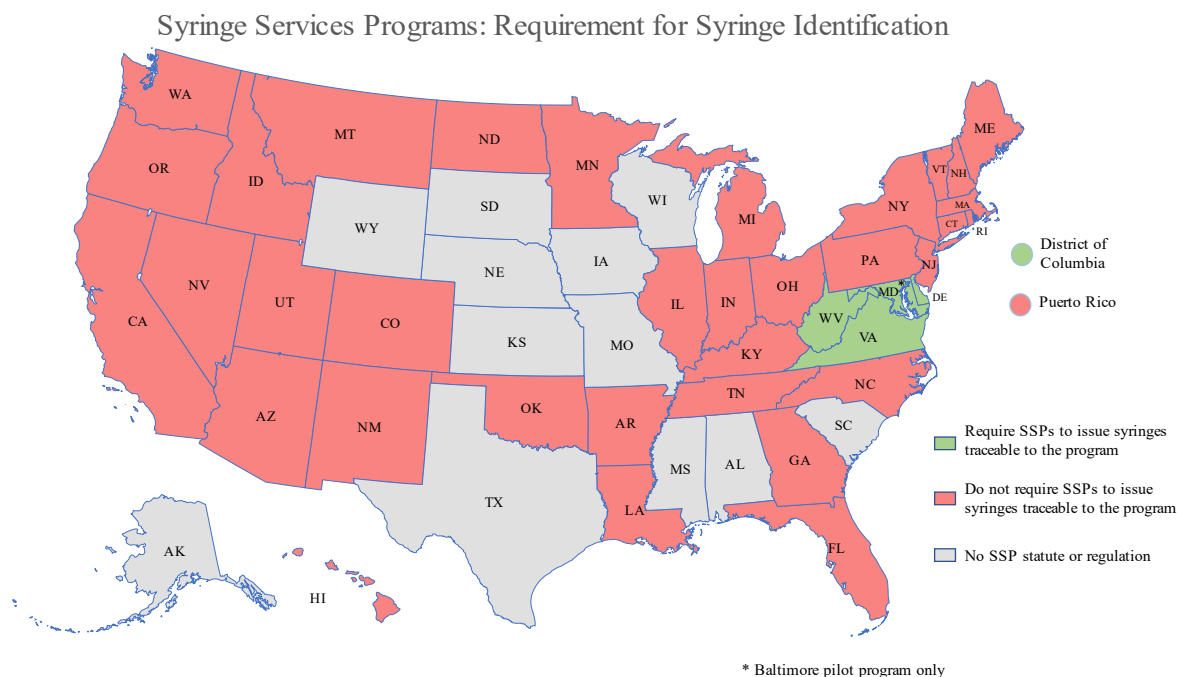 Syringe Services Programs: Requirement for Syringe Identification
WA
MT
ND
MN
ME
OR
ID
SD
WI
VT
NH
WY
MI
NY
MA
CT
RI
IA
NE
PA
NJ
District of
Columbia
NV
UT
IL
IN
OH
MD
*
DE
Puerto Rico
CA
CO
KS
MO
WV
VA
KY
NC
TN
AZ
NM
OK
AR
SC
GA
MS
AL
Require SSPs to issue syringes
traceable to the program
TX
LA
Do not require SSPs to issue
syringes traceable to the program
AK
FL
No SSP statute or regulation
HI
* Baltimore pilot program only